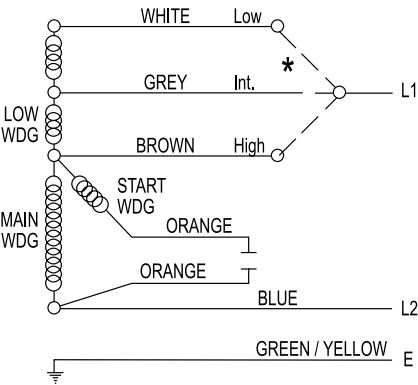 WHITE Low
*
GREY Int.
L1
LOW
WDG
BROWN High
START
WDG
MAIN
WDG
ORANGE
ORANGE
BLUE
L2
GREEN / YELLOW
E